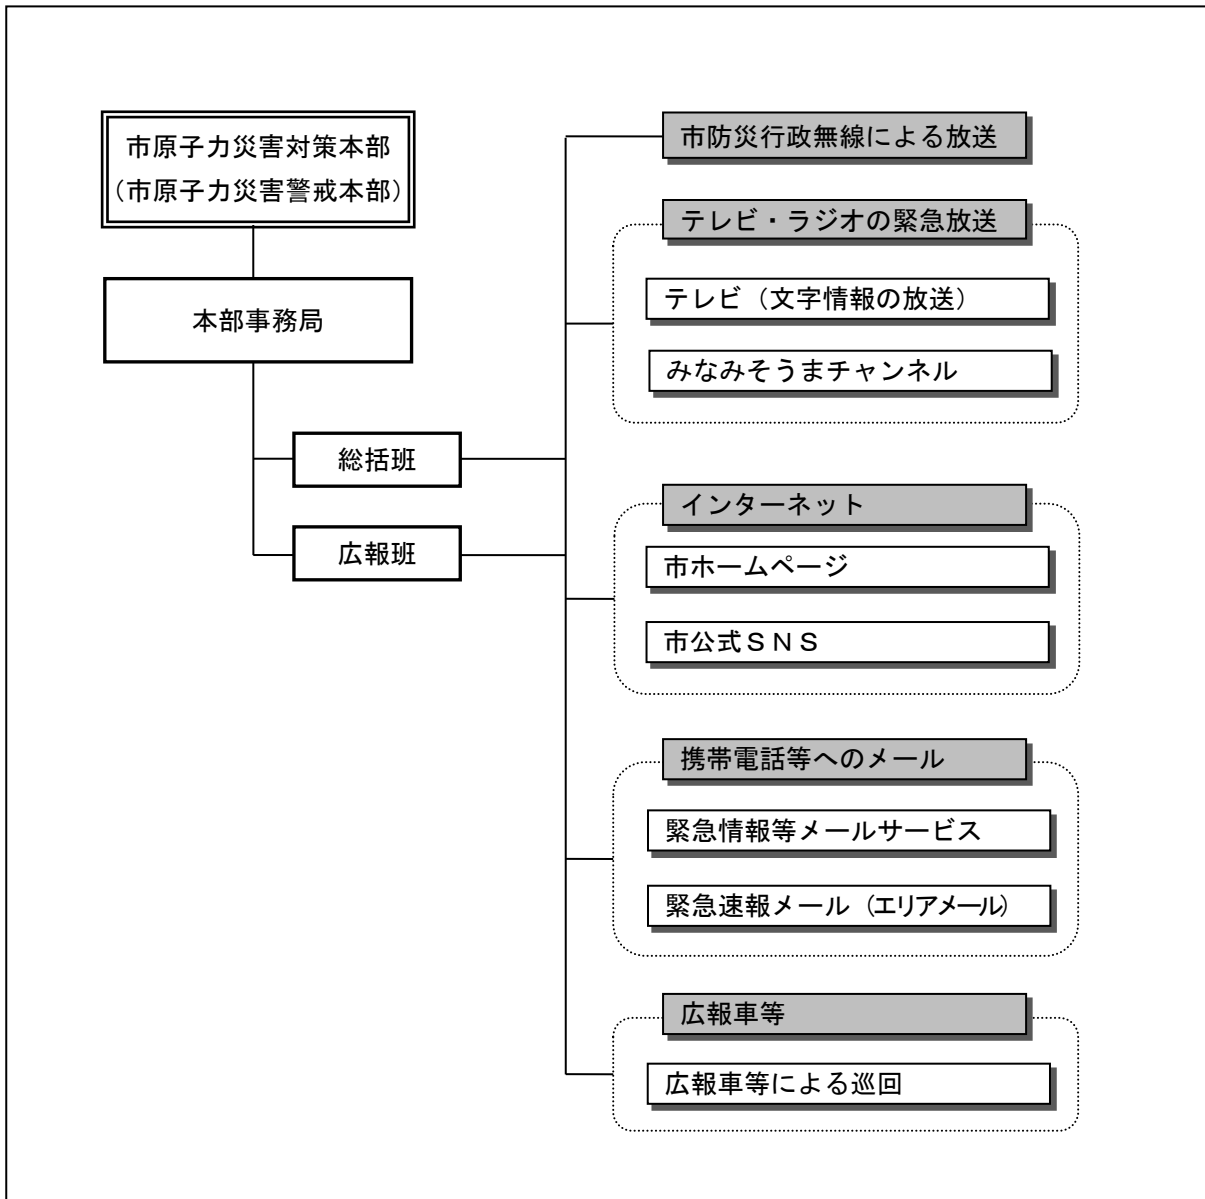 市原子力災害対策本部
（市原子力災害警戒本部）
本部事務局
総括班
広報班
市防災行政無線による放送
テレビ・ラジオの緊急放送
テレビ（文字情報の放送）
みなみそうまチャンネル
インターネット
市ホームページ
市公式ＳＮＳ
携帯電話等へのメール
緊急情報等メールサービス
緊急速報メール（エリアメール）
広報車等
広報車等による巡回